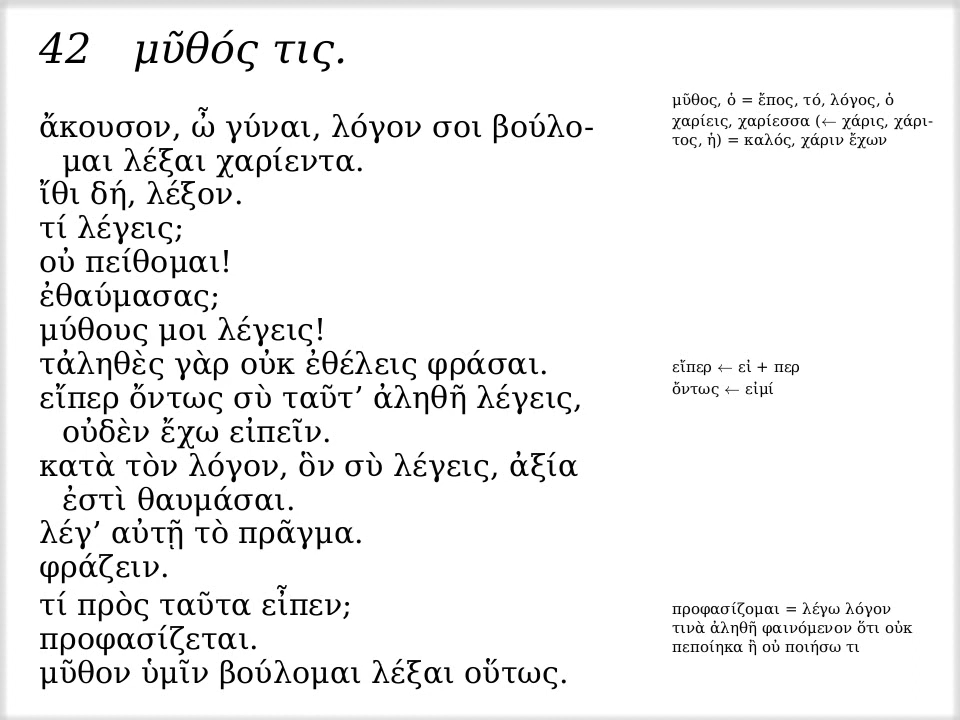 42 μῦθός τις.
ἄκουσον, ὦ γύναι, λόγον σοι βούλο-
μαι λέξαι χαρίεντα.
ἴθι δή, λέξον.
τί λέγεις;
οὐ πείθομαι!
ἐθαύμασας;
μύθους μοι λέγεις!
τἀληθὲς γὰρ οὐκ ἐθέλεις φράσαι.
εἴπερ ὄντως σὺ ταῦτ’ ἀληθῆ λέγεις,
οὐδὲν ἔχω εἰπεῖν.
κατὰ τὸν λόγον, ὃν σὺ λέγεις, ἀξία
ἐστὶ θαυμάσαι.
λέγ’ αὐτῇ τὸ πρᾶγμα.
φράζειν.
τί πρὸς ταῦτα εἶπεν;
προφασίζεται.
μῦθον ὑμῖν βούλομαι λέξαι οὕτως.
μῦθος, ὁ = ἔπος, τό, λόγος, ὁ
χαρίεις, χαρίεσσα (← χάρις, χάρι-
τος, ἡ) = καλός, χάριν ἔχων
εἴπερ ← εἰ + περ
ὄντως ← εἰμί
προφασίζομαι = λέγω λόγον
τινὰ ἀληθῆ φαινόμενον ὅτι οὐκ
πεποίηκα ἢ οὐ ποιήσω τι